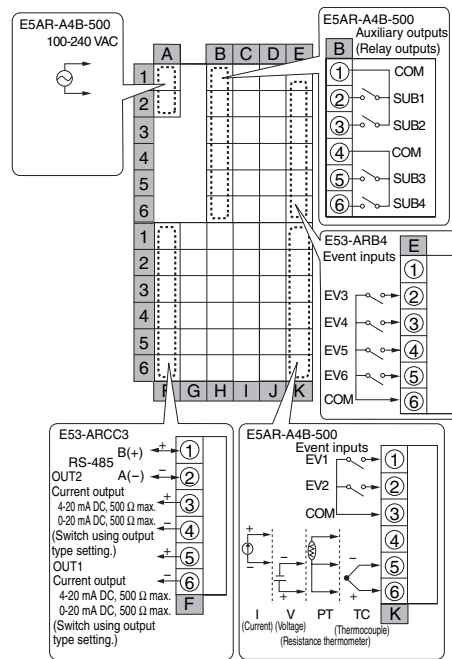 E5AR-A4B-500
100-240 VAC
A B C D E
1
2
3
4
5
6
1
2
3
4
5
6
F G H I J K
E5AR-A4B-500
Auxiliary outputs
(Relay outputs)
B
1 COM
2 SUB1
3 SUB2
4 COM
5 SUB3
6 SUB4
E53-ARB4
Event inputs
E
1
EV3 2
EV4 3
EV5 4
EV6 5
COM 6
E53-ARCC3
B(+) + 1
RS-485
A(−) − 2
OUT2
Current output + 3
4-20 mA DC, 500 Ω max.
0-20 mA DC, 500 Ω max. − 4
(Switch using output
type setting.) + 5
OUT1
Current output − 6
4-20 mA DC, 500 Ω max.
0-20 mA DC, 500 Ω max.
(Switch using output
type setting.)
F
E5AR-A4B-500
Event inputs
EV1 1
EV2 2
COM 3
4
+ − − 5
− + + 6
I V PT TC K
(Current) (Voltage) (Thermocouple)
(Resistance thermometer)